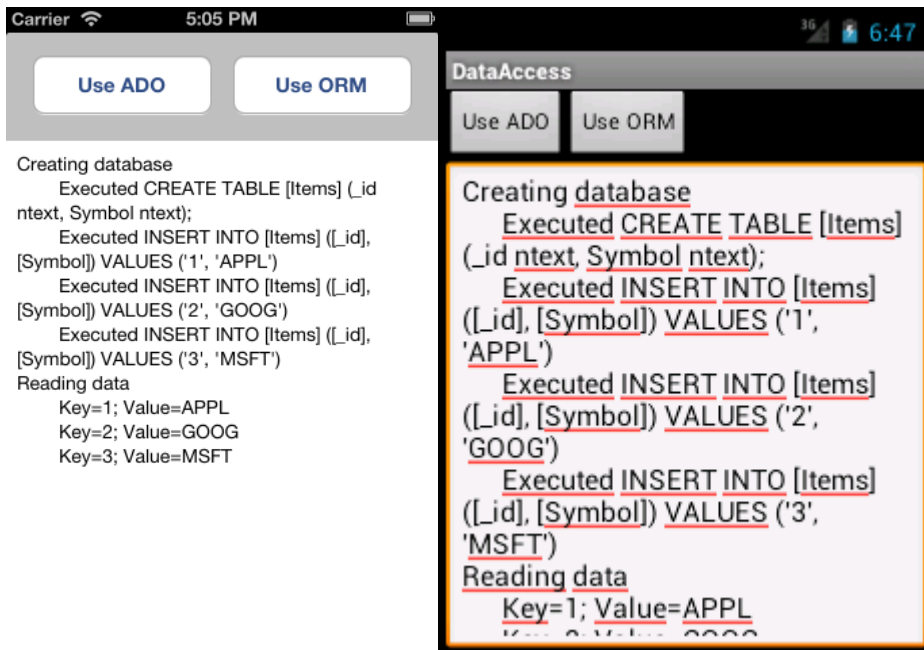 Carrier 5:05 PM
Use ADO Use ORM
Creating database
Executed CREATE TABLE [Items] (_id
ntext, Symbol ntext);
Executed INSERT INTO [Items] ([_id],
[Symbol]) VALUES ('1', 'APPL')
Executed INSERT INTO [Items] ([_id],
[Symbol]) VALUES ('2', 'GOOG')
Executed INSERT INTO [Items] ([_id],
[Symbol]) VALUES ('3', 'MSFT')
Reading data
Key=1; Value=APPL
Key=2; Value=GOOG
Key=3; Value=MSFT
3G 6:47
DataAccess
Use ADO Use ORM
Creating database
Executed CREATE TABLE [Items]
(_id ntext, Symbol ntext);
Executed INSERT INTO [Items]
([_id], [Symbol]) VALUES ('1',
'APPL')
Executed INSERT INTO [Items]
([_id], [Symbol]) VALUES ('2',
'GOOG')
Executed INSERT INTO [Items]
([_id], [Symbol]) VALUES ('3',
'MSFT')
Reading data
Key=1; Value=APPL